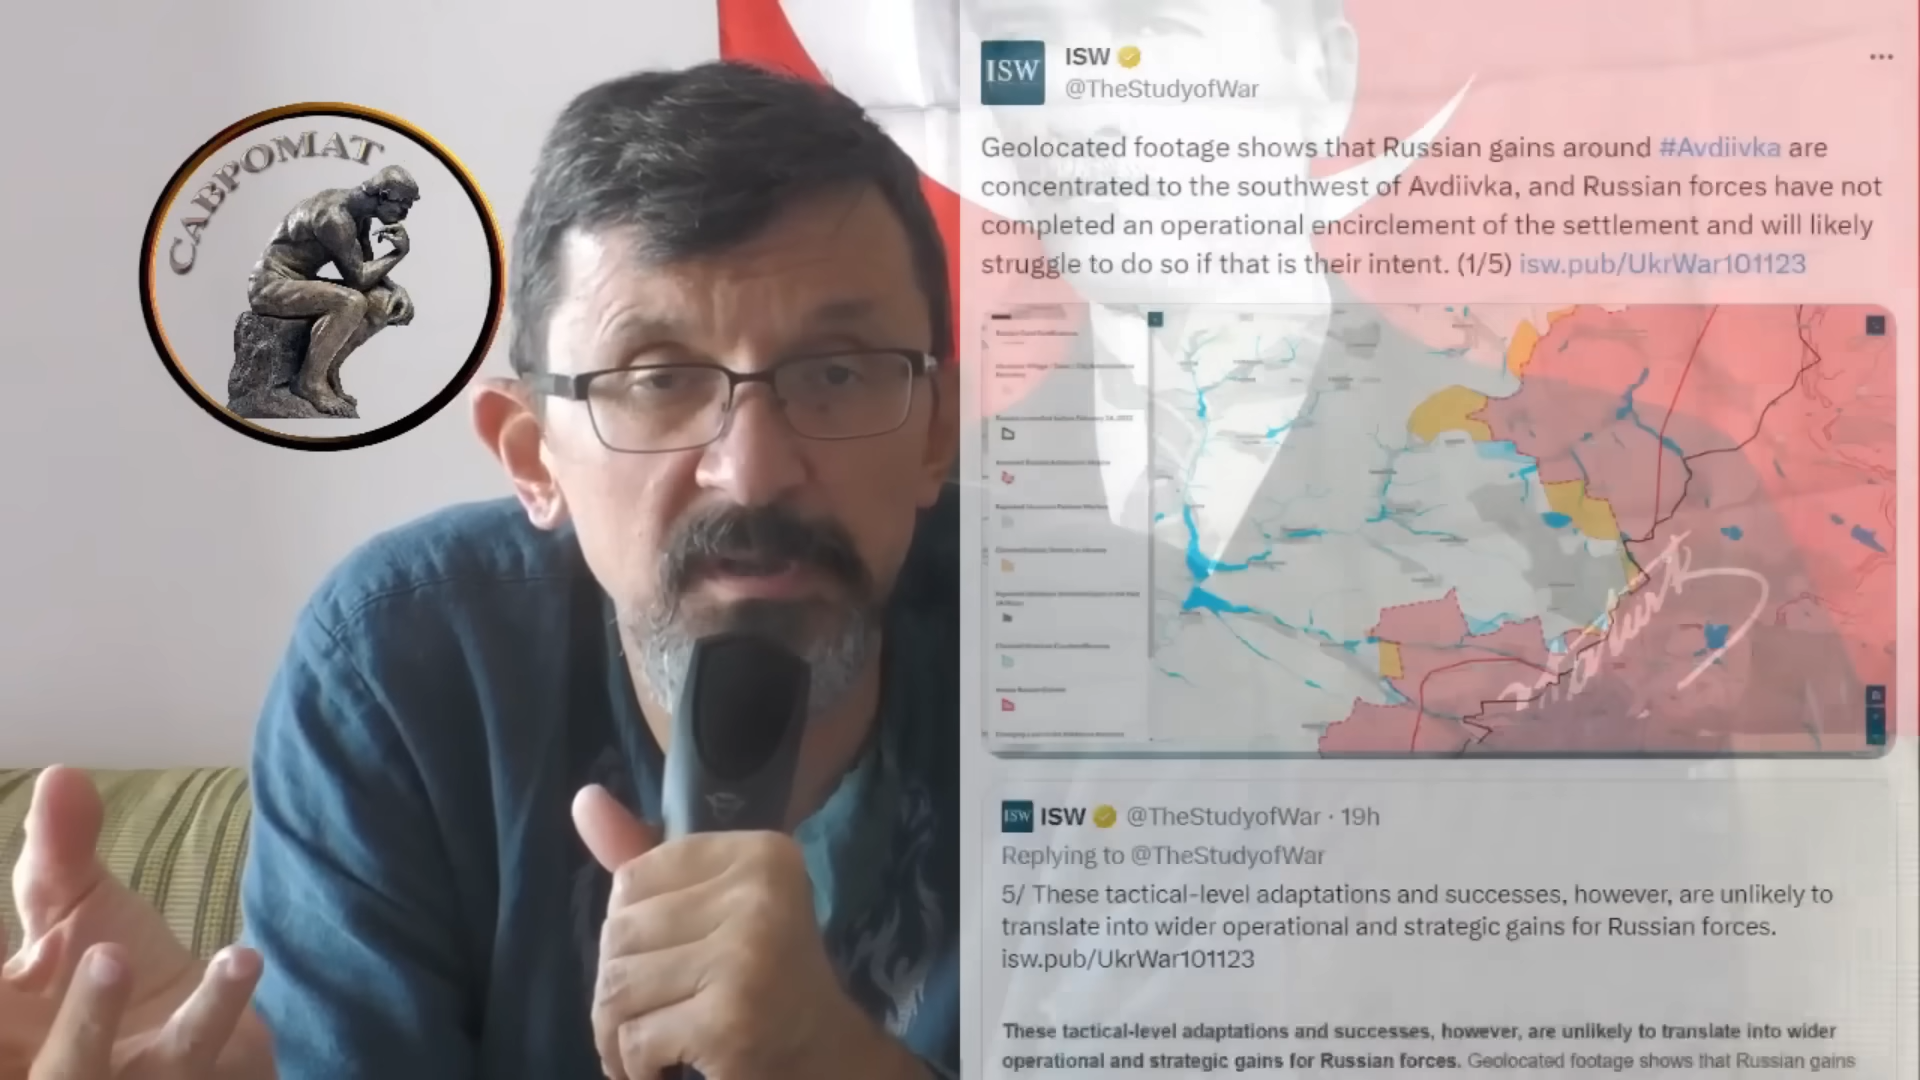 САВРОМАТ
ISW
ISW
@TheStudyofWar
Geolocated footage shows that Russian gains around #Avdiivka are
concentrated to the southwest of Avdiivka, and Russian forces have not
completed an operational encirclement of the settlement and will likely
struggle to do so if that is their intent. (1/5) isw.pub/UkrWar101123
ISW
ISW @TheStudyofWar · 19h
Replying to @TheStudyofWar
5/ These tactical-level adaptations and successes, however, are unlikely to
translate into wider operational and strategic gains for Russian forces.
isw.pub/UkrWar101123
These tactical-level adaptations and successes, however, are unlikely to translate into wider
operational and strategic gains for Russian forces. Geolocated footage shows that Russian gains